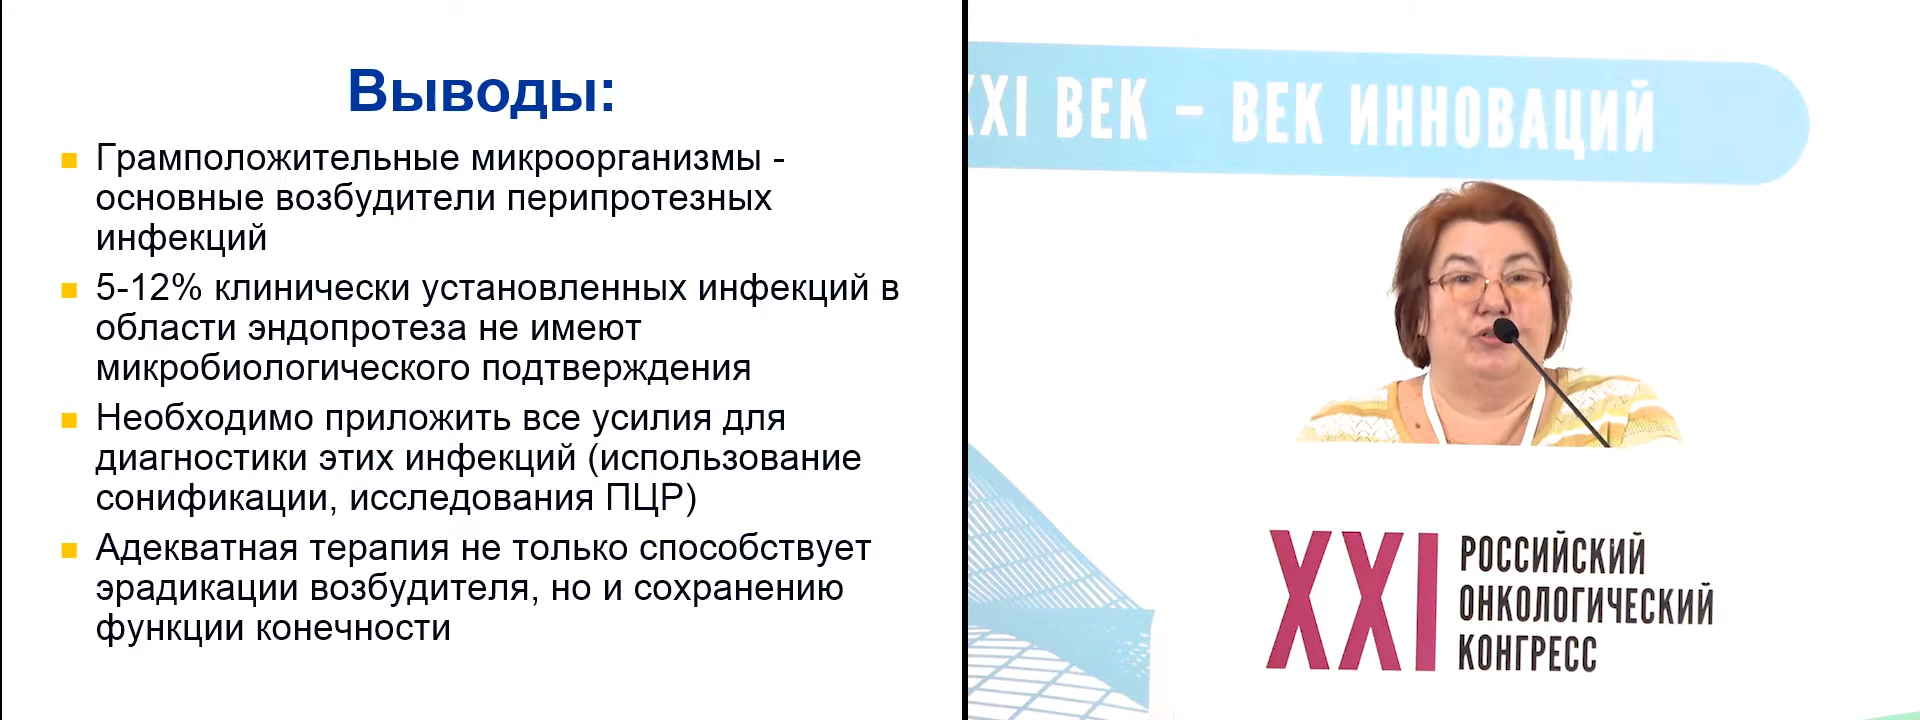 Выводы:
Грамположительные микроорганизмы -
основные возбудители перипротезных
инфекций
5-12% клинически установленных инфекций в
области эндопротеза не имеют
микробиологического подтверждения
Необходимо приложить все усилия для
диагностики этих инфекций (использование
сонификации, исследования ПЦР)
Адекватная терапия не только способствует
эрадикации возбудителя, но и сохранению
функции конечности
XXI ВЕК – ВЕК ИННОВАЦИЙ
XXI РОССИЙСКИЙ
ОНКОЛОГИЧЕСКИЙ
КОНГРЕСС